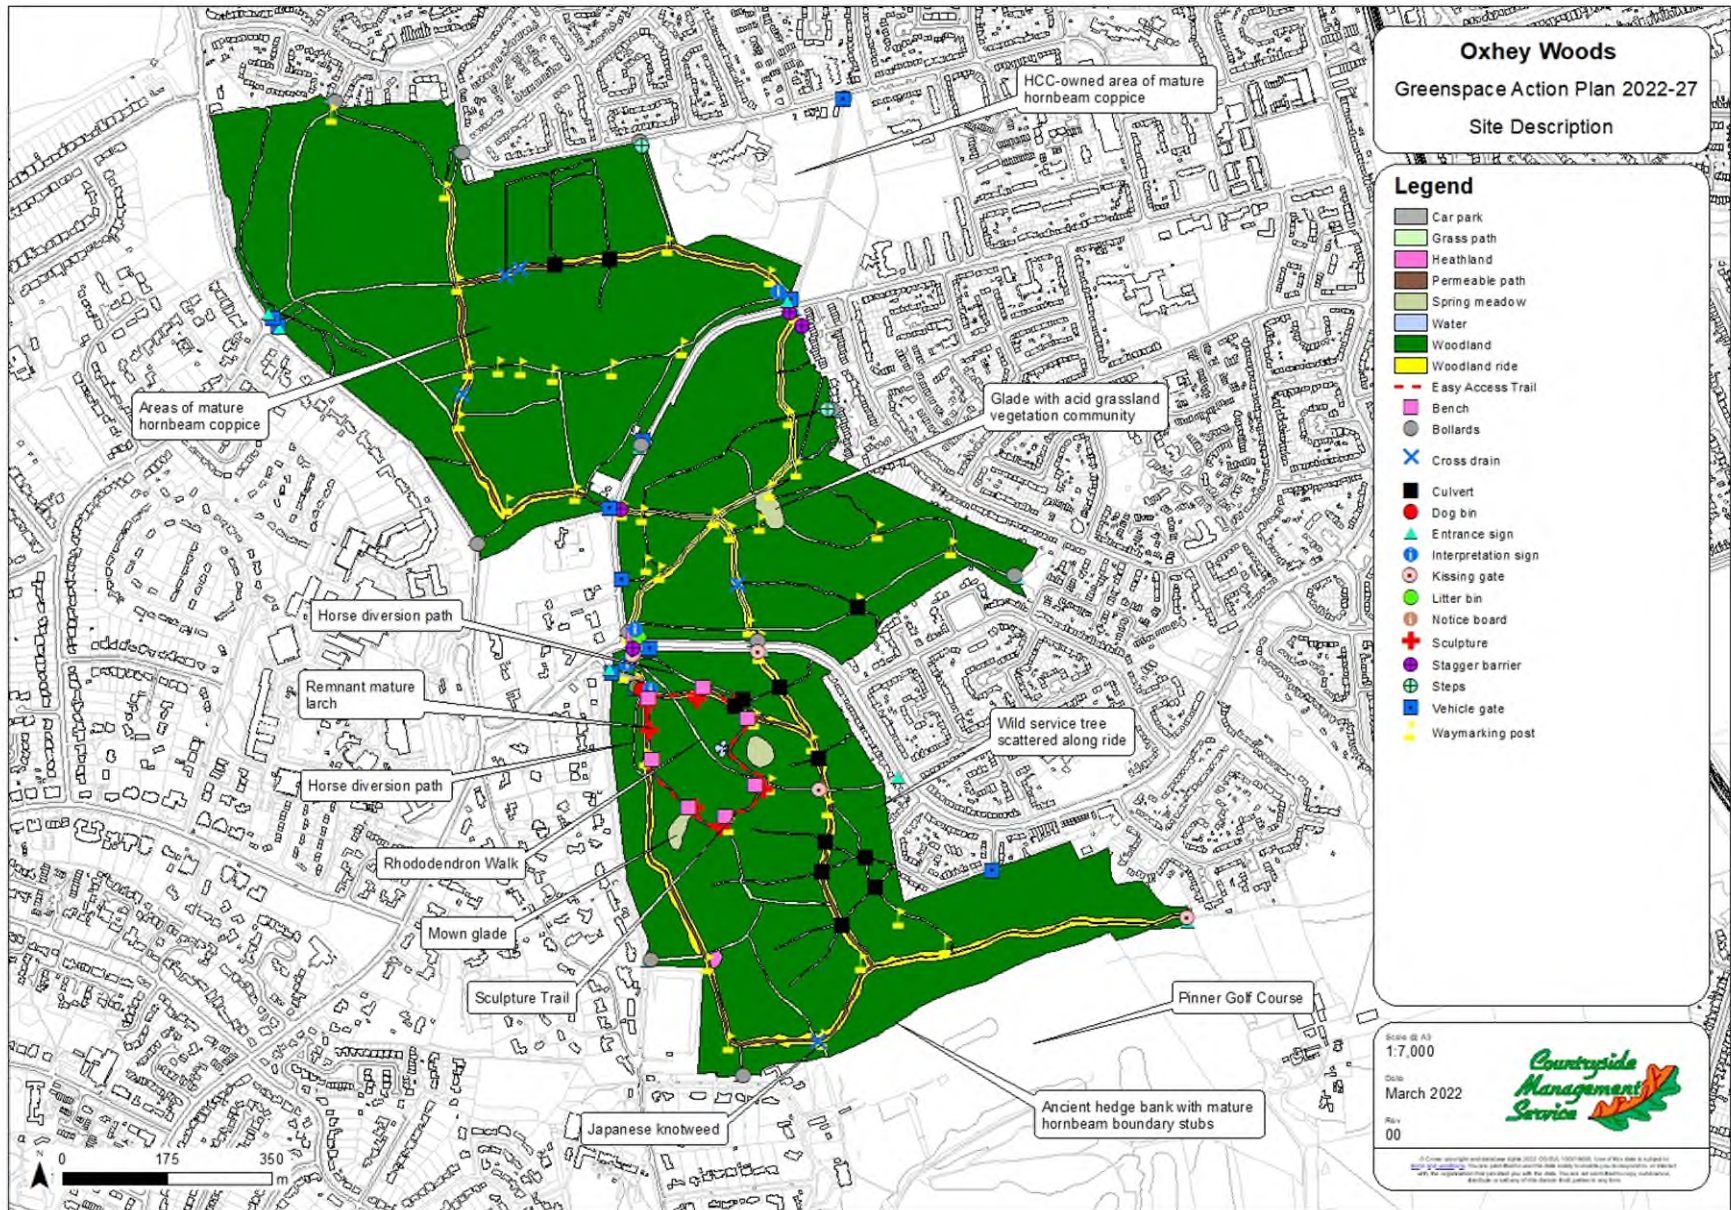 Oxhey Woods
Greenspace Action Plan 2022-27
Site Description
Legend
Car park
Grass path
Heathland
Permeable path
Spring meadow
Water
Woodland
Woodland ride
Easy Access Trail
Bench
Bollards
Cross drain
Culvert
Dog bin
Entrance sign
Interpretation sign
Kissing gate
Litter bin
Notice board
Sculpture
Stagger barrier
Steps
Vehicle gate
Waymarking post
HCC-owned area of mature
hornbeam coppice
Areas of mature
hornbeam coppice
Glade with acid grassland
vegetation community
Horse diversion path
Remnant mature
larch
Wild service tree
scattered along ride
Horse diversion path
Rhododendron Walk
Mown glade
Sculpture Trail
Pinner Golf Course
Japanese knotweed
Ancient hedge bank with mature
hornbeam boundary stubs
N
0 175 350
m
Scale @ A3
1:7,000
Date
March 2022
Rev
00
Countryside
Management
Service